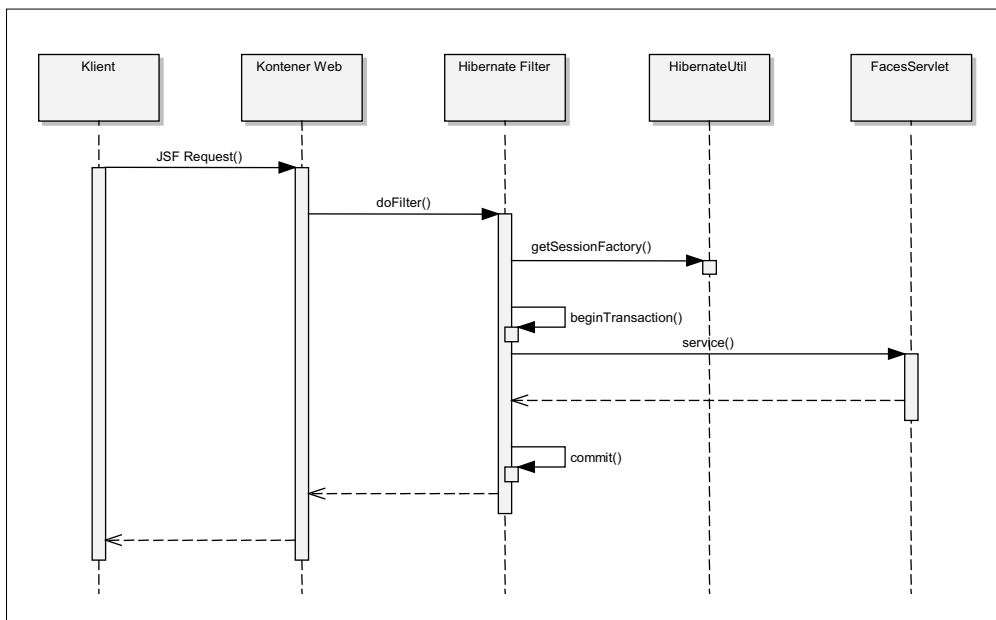 Klient
Kontener Web
Hibernate Filter
HibernateUtil
FacesServlet
JSF Request()
doFilter()
getSessionFactory()
beginTransaction()
service()
commit()